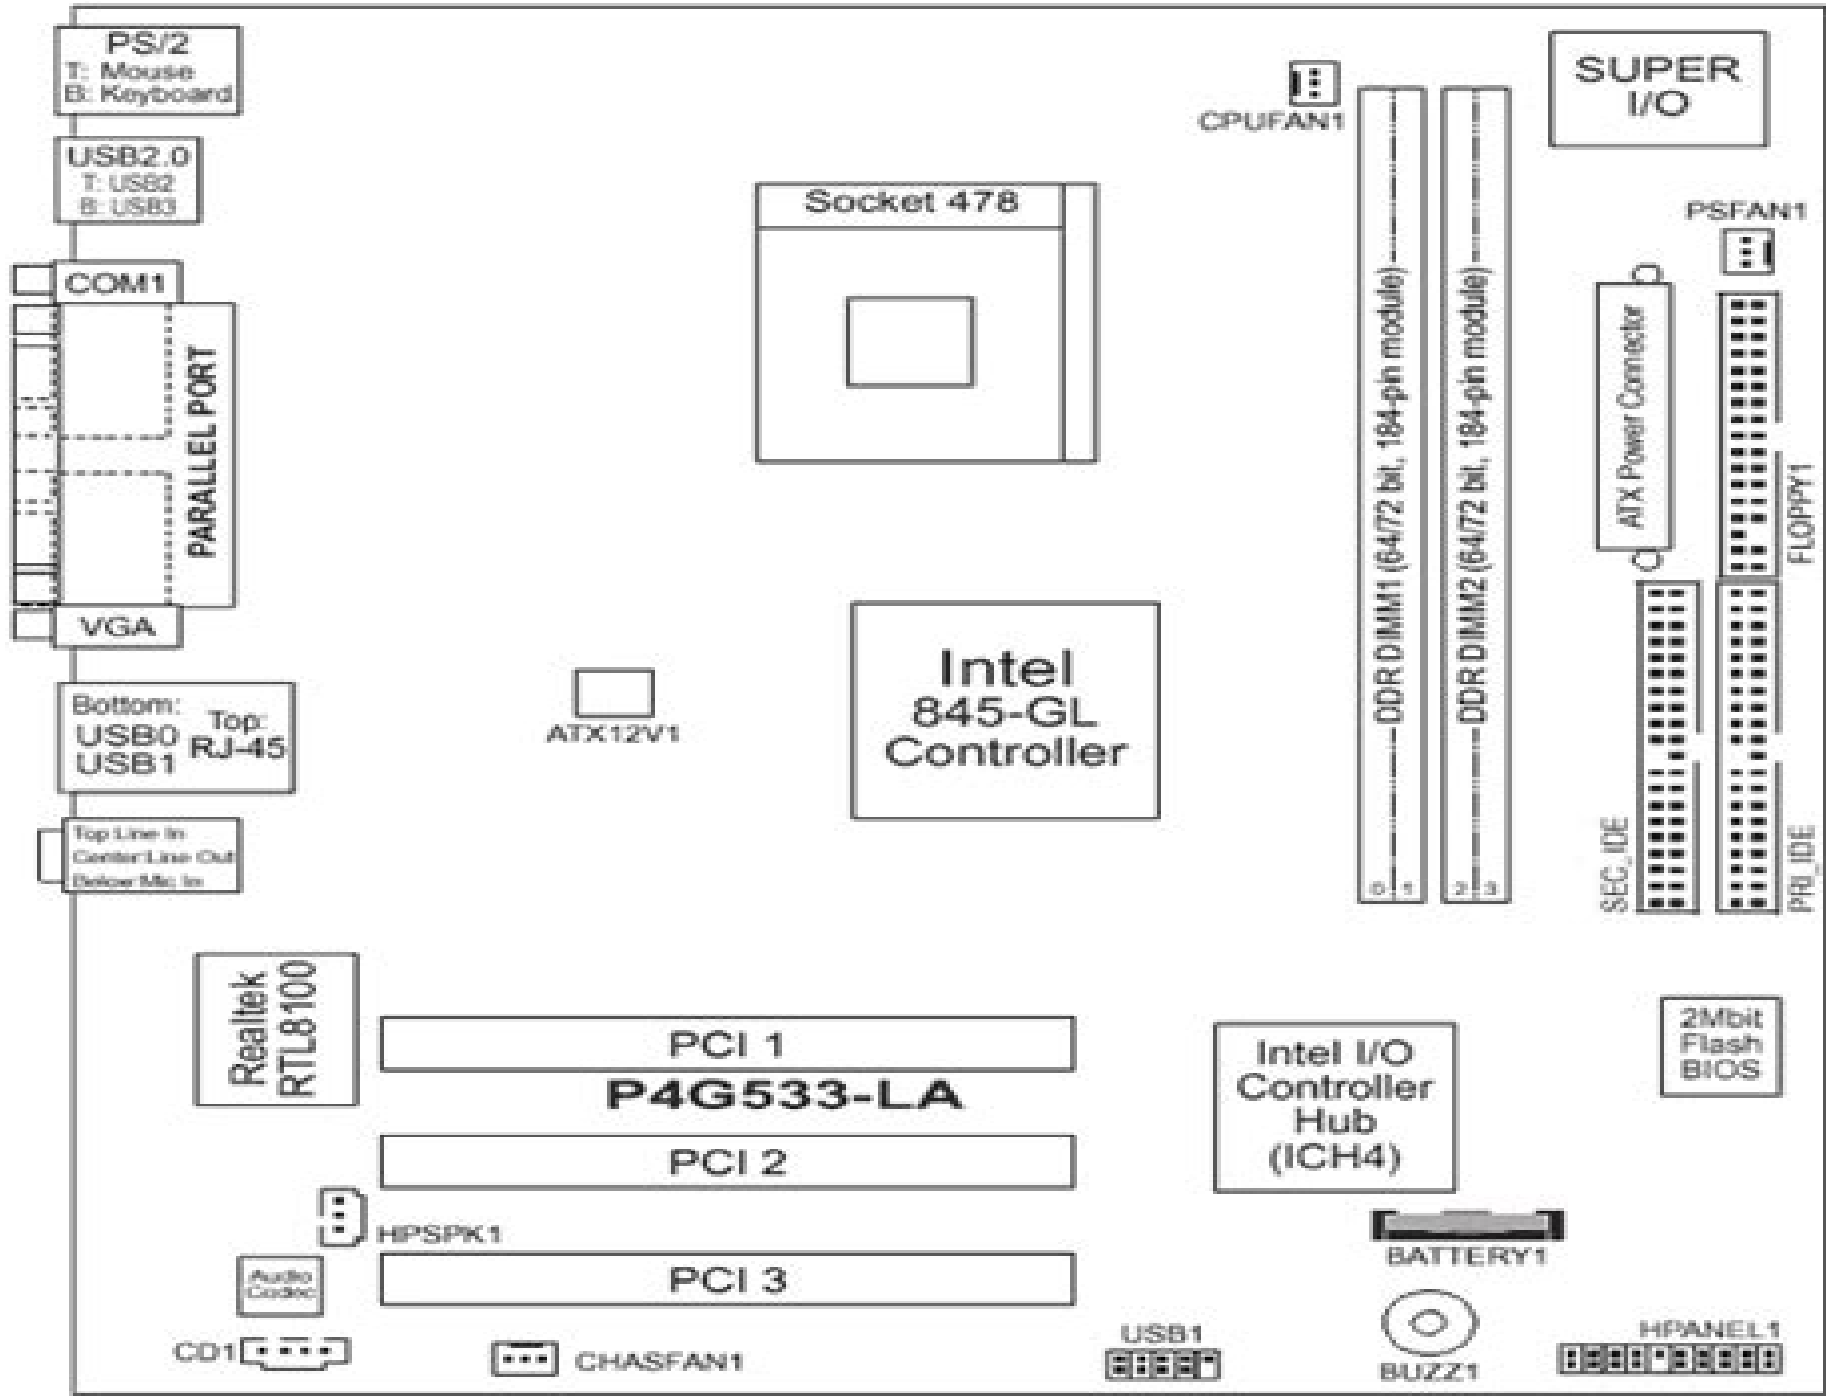 PS/2
T: Mouse
B: Keyboard
USB2.0
T: USB2
B: USB3
COM1
PARALLEL PORT
VGA
Bottom:
USB0
USB1
Top:
RJ-45
Top Line In
Center:Line Out
Below:Mic In
CPUFAN1
SUPER
I/O
Socket 478
PSFAN1
DDR DIMM1 (64/72 bit, 184-pin module)
DDR DIMM2 (64/72 bit, 184-pin module)
0 1
2 3
ATX Power Connector
FLOPPY1
ATX12V1
Intel
845-GL
Controller
SEC_IDE
PRI_IDE
Realtek
RTL8100
PCI 1
P4G533-LA
PCI 2
PCI 3
Intel I/O
Controller
Hub
(ICH4)
2Mbit
Flash
BIOS
HPSPK1
BATTERY1
Audio
Codec
CD1
CHASFAN1
USB1
BUZZ1
HPANEL1